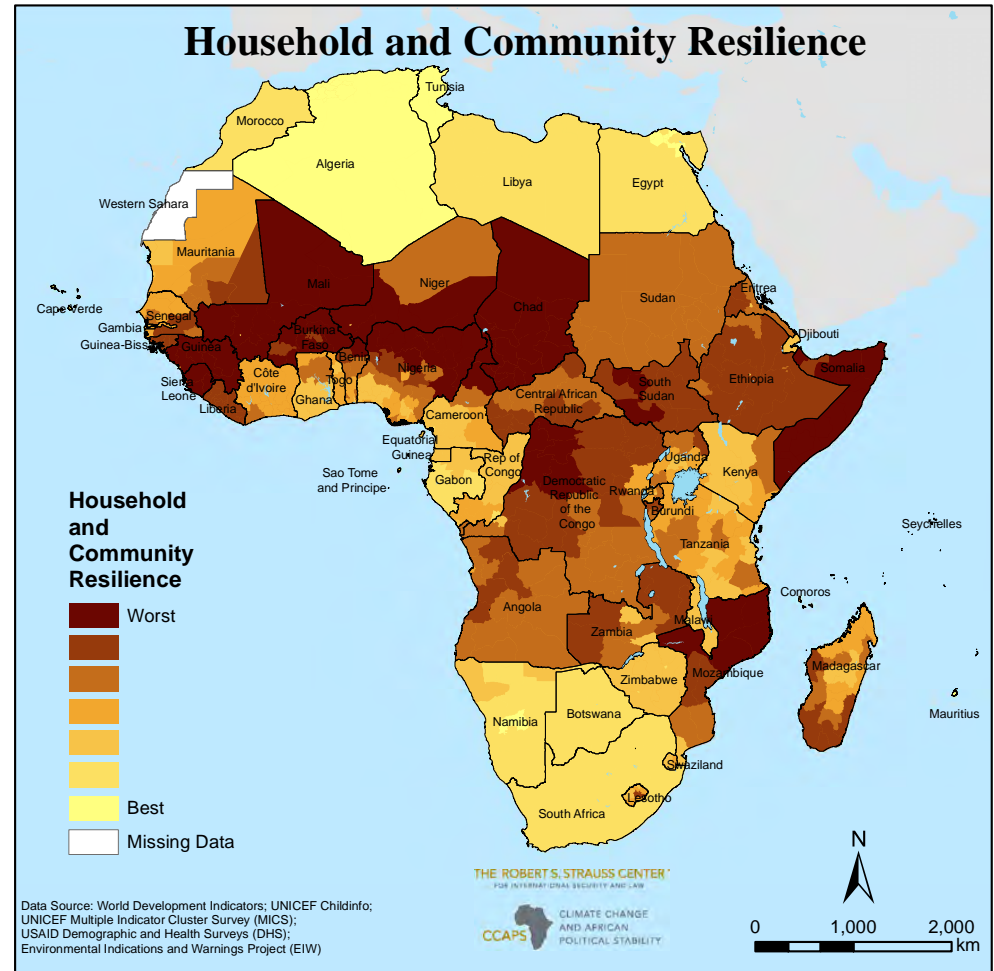 Household and Community Resilience
Tunisia
Morocco
Algeria
Libya
Egypt
Western Sahara
Mauritania
Mali
Niger
Chad
Sudan
Eritrea
Cape Verde
Senegal
Gambia
Guinea-Biss
Guinea
Burkina
Faso
Benin
Djibouti
Nigeria
Somalia
Sierra
Leone
Côte
d'Ivoire
Togo
Ghana
Liberia
Ethiopia
South
Sudan
Central African
Republic
Cameroon
Equatorial
Guinea
Sao Tome
and Principe
Rep of
Congo
Gabon
Uganda
Kenya
Democratic
Republic
of the
Congo
Rwanda
Burundi
Seychelles
Tanzania
Comoros
Angola
Malawi
Zambia
Mozambique
Madagascar
Zimbabwe
Mauritius
Namibia
Botswana
Swaziland
Lesotho
South Africa
Household
and
Community
Resilience
Worst
Best
Missing Data
N
0 1,000 2,000
km
THE ROBERT S. STRAUSS CENTER
FOR INTERNATIONAL SECURITY AND LAW
CCAPS
CLIMATE CHANGE
AND AFRICAN
POLITICAL STABILITY
Data Source: World Development Indicators; UNICEF Childinfo;
UNICEF Multiple Indicator Cluster Survey (MICS);
USAID Demographic and Health Surveys (DHS);
Environmental Indications and Warnings Project (EIW)